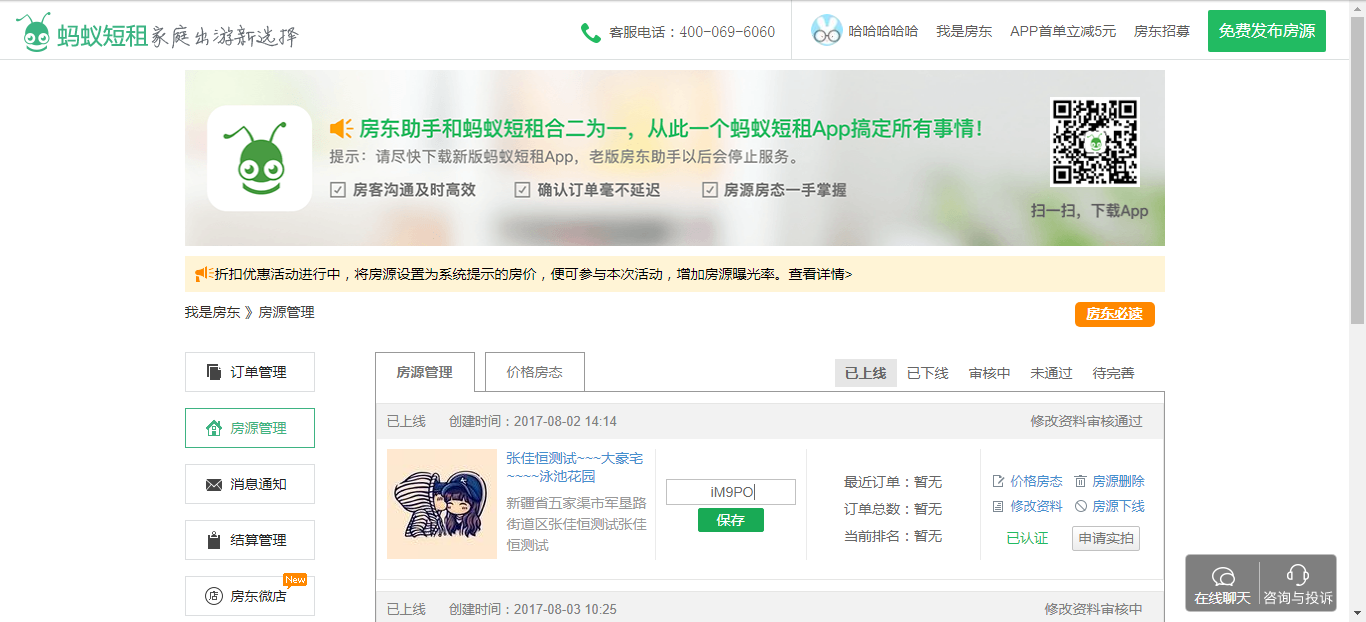 蚂蚁短租 家庭出游新选择
客服电话：400-069-6060
哈哈哈哈哈 我是房东 APP首单立减5元 房东招募 免费发布房源
房东助手和蚂蚁短租合二为一，从此一个蚂蚁短租App搞定所有事情！
提示：请尽快下载新版蚂蚁短租App，老版房东助手以后会停止服务。
房客沟通及时高效 确认订单毫不延迟 房源房态一手掌握
扫一扫，下载App
折扣优惠活动进行中，将房源设置为系统提示的房价，便可参与本次活动，增加房源曝光率。查看详情>
我是房东 》房源管理
房东必读
订单管理
房源管理
消息通知
结算管理
店 房东微店 New
房源管理 价格房态
已上线 已下线 审核中 未通过 待完善
已上线 创建时间：2017-08-02 14:14 修改资料审核通过
张佳恒测试~~~大豪宅
~~~~泳池花园
新疆省五家渠市军垦路
街道区张佳恒测试张佳
恒测试
iM9PO
保存
最近订单：暂无
订单总数：暂无
当前排名：暂无
价格房态 房源删除
修改资料 房源下线
已认证 申请实拍
已上线 创建时间：2017-08-03 10:25 修改资料审核中
在线聊天 咨询与投诉